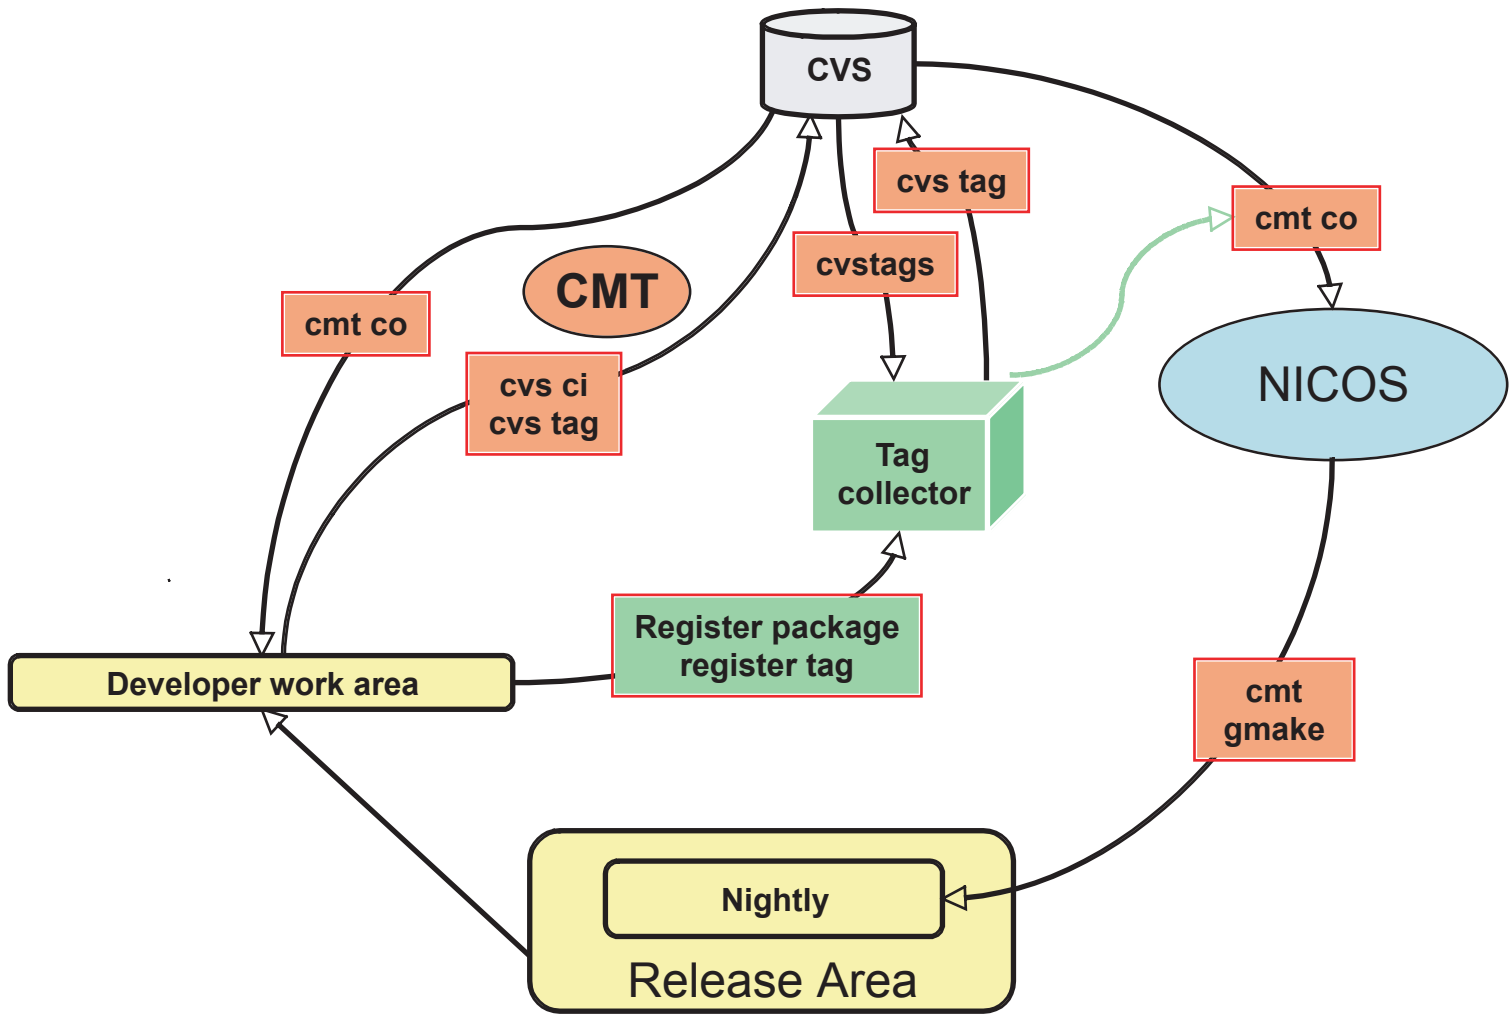 CVS
cvs tag
cmt co
cvstags
CMT
cmt co
cvs ci
cvs tag
NICOS
Tag
collector
Register package
register tag
Developer work area
cmt
gmake
Nightly
Release Area